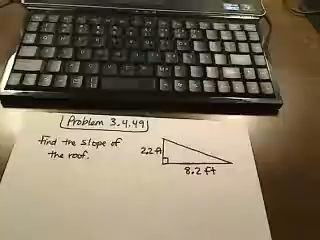 Problem 3.4.49
Find the slope of
the roof.
2.2 ft
8.2 ft